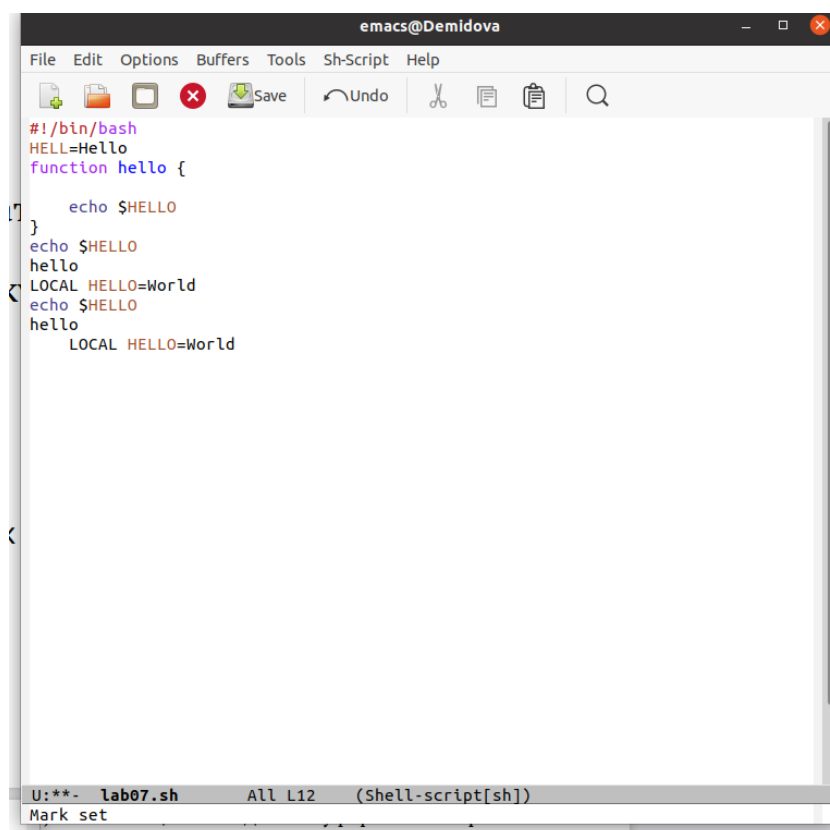 emacs@Demidova
File Edit Options Buffers Tools Sh-Script Help
Save Undo
#!/bin/bash
HELL=Hello
function hello {
echo $HELLO
}
echo $HELLO
hello
LOCAL HELLO=World
echo $HELLO
hello
LOCAL HELLO=World
U:**- lab07.sh All L12 (Shell-script[sh])
Mark set